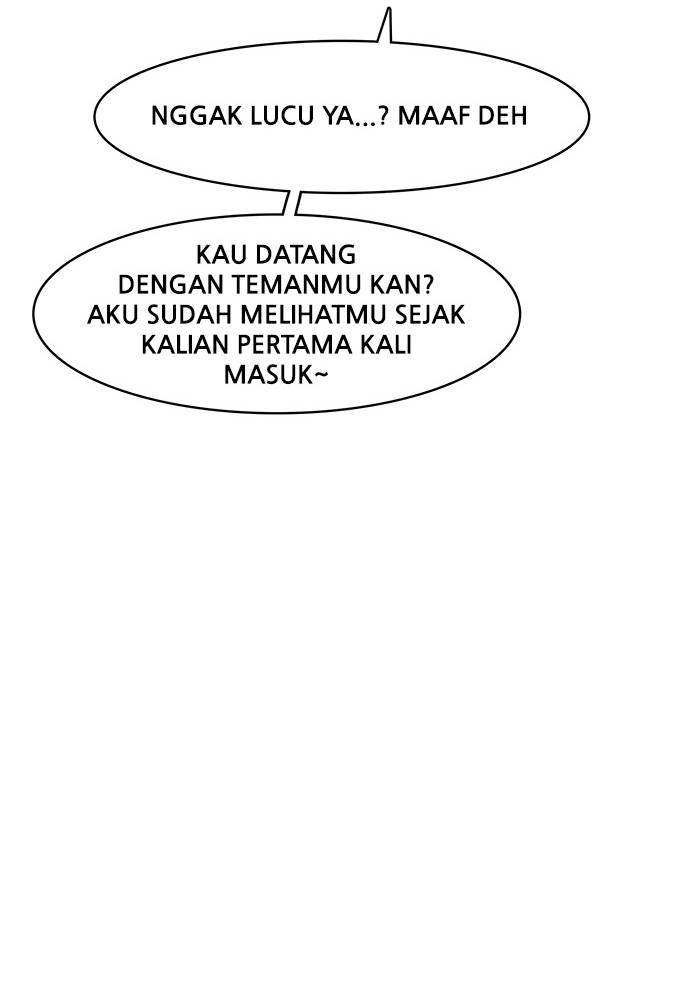 NGGAK LUCU YA...? MAAF DEH
KAU DATANG
DENGAN TEMANMU KAN?
AKU SUDAH MELIHATMU SEJAK
KALIAN PERTAMA KALI
MASUK~